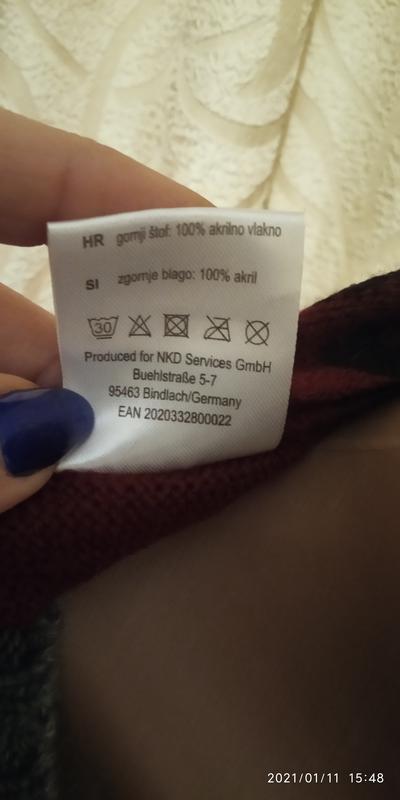 HR gornji štof: 100% akrilno vlakno
SI zgornje blago: 100% akril
30
Produced for NKD Services GmbH
Buehlstraße 5-7
95463 Bindlach/Germany
EAN 2020332800022
2021/01/11 15:48